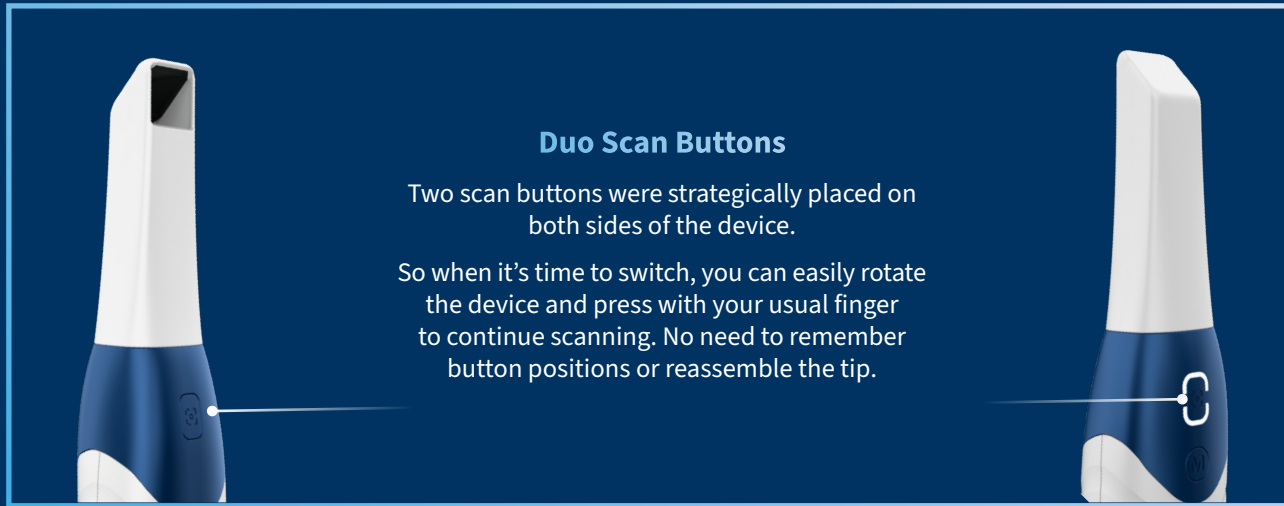 Duo Scan Buttons
Two scan buttons were strategically placed on
both sides of the device.
So when it’s time to switch, you can easily rotate
the device and press with your usual finger
to continue scanning. No need to remember
button positions or reassemble the tip.
M